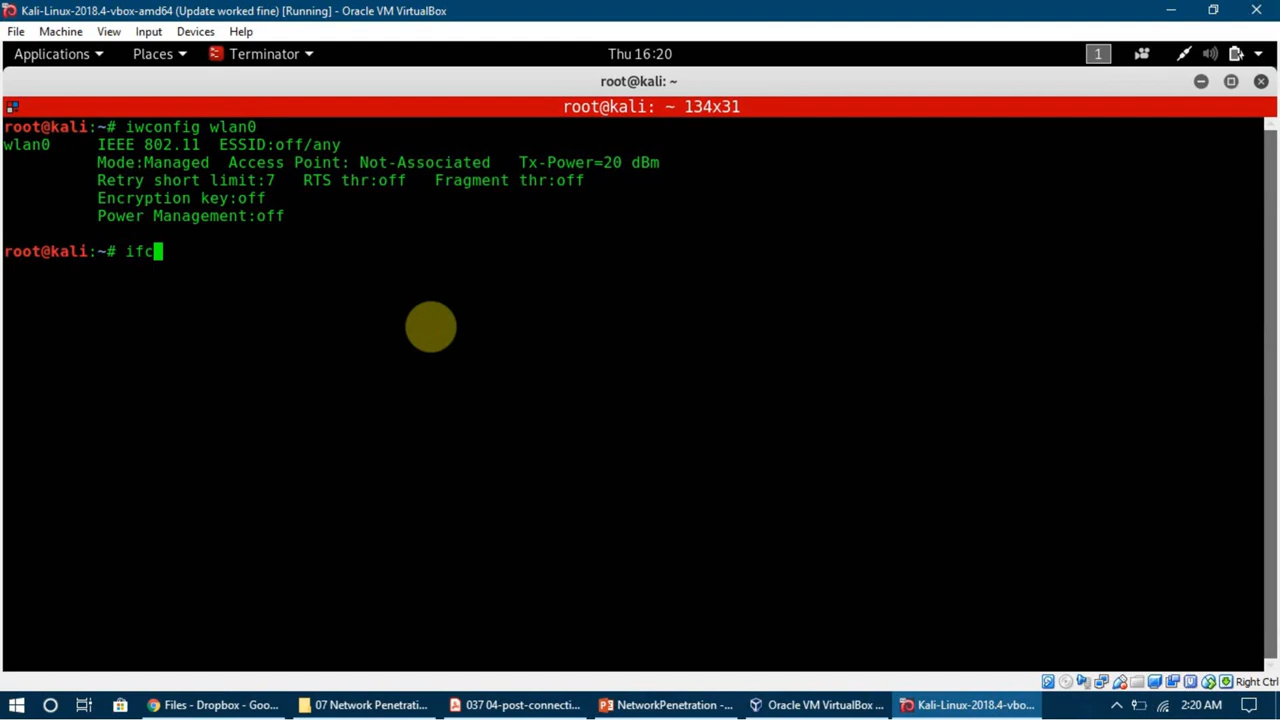 Kali-Linux-2018.4-vbox-amd64 (Update worked fine) [Running] - Oracle VM VirtualBox
File Machine View Input Devices Help
Applications Places Terminator Thu 16:20 1
root@kali: ~
root@kali: ~ 134x31
root@kali:~# iwconfig wlan0
wlan0 IEEE 802.11 ESSID:off/any
Mode:Managed Access Point: Not-Associated Tx-Power=20 dBm
Retry short limit:7 RTS thr:off Fragment thr:off
Encryption key:off
Power Management:off
root@kali:~# ifc
Right Ctrl
Files - Dropbox - Goo... 07 Network Penetrati... 037 04-post-connecti... NetworkPenetration -... Oracle VM VirtualBox ... Kali-Linux-2018.4-vbo... 2:20 AM